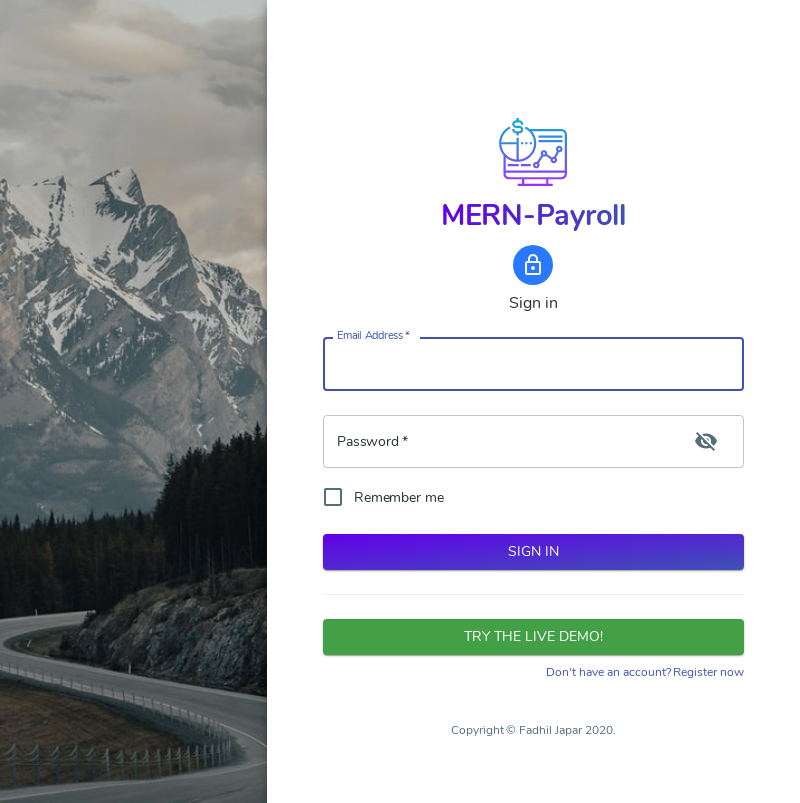 MERN-Payroll
Sign in
Email Address *
Password *
Remember me
SIGN IN
TRY THE LIVE DEMO!
Don't have an account? Register now
Copyright © Fadhil Japar 2020.